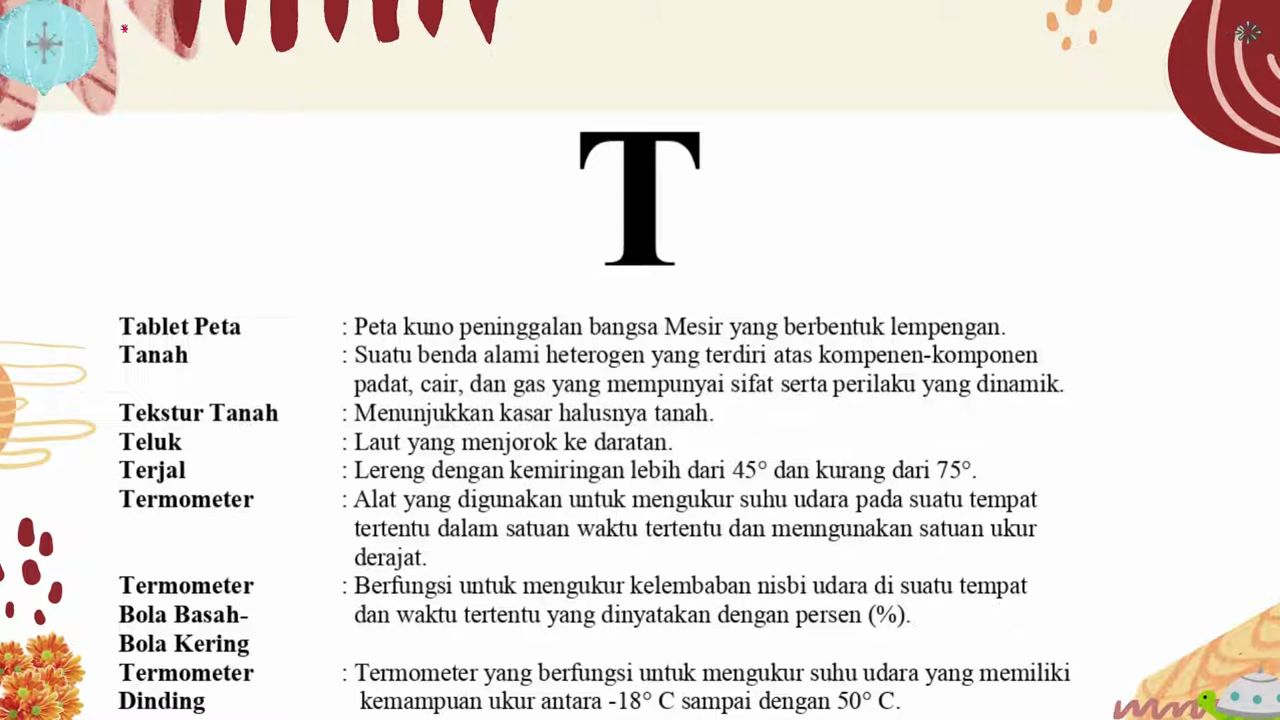 T
Tablet Peta : Peta kuno peninggalan bangsa Mesir yang berbentuk lempengan.
Tanah : Suatu benda alami heterogen yang terdiri atas kompenen-komponen
padat, cair, dan gas yang mempunyai sifat serta perilaku yang dinamik.
Tekstur Tanah : Menunjukkan kasar halusnya tanah.
Teluk : Laut yang menjorok ke daratan.
Terjal : Lereng dengan kemiringan lebih dari 45° dan kurang dari 75°.
Termometer : Alat yang digunakan untuk mengukur suhu udara pada suatu tempat
tertentu dalam satuan waktu tertentu dan menngunakan satuan ukur
derajat.
Termometer : Berfungsi untuk mengukur kelembaban nisbi udara di suatu tempat
Bola Basah- dan waktu tertentu yang dinyatakan dengan persen (%).
Bola Kering
Termometer : Termometer yang berfungsi untuk mengukur suhu udara yang memiliki
Dinding kemampuan ukur antara -18° C sampai dengan 50° C.